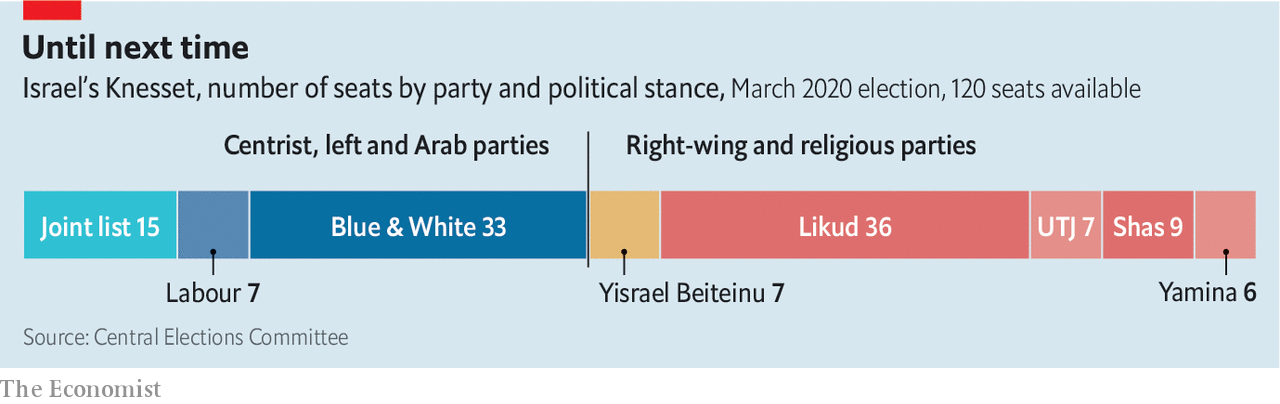 Until next time
Israel’s Knesset, number of seats by party and political stance, March 2020 election, 120 seats available
Centrist, left and Arab parties
Right-wing and religious parties
Joint list 15
Blue & White 33
Likud 36
UTJ 7
Shas 9
Labour 7
Yisrael Beiteinu 7
Yamina 6
Source: Central Elections Committee
The Economist